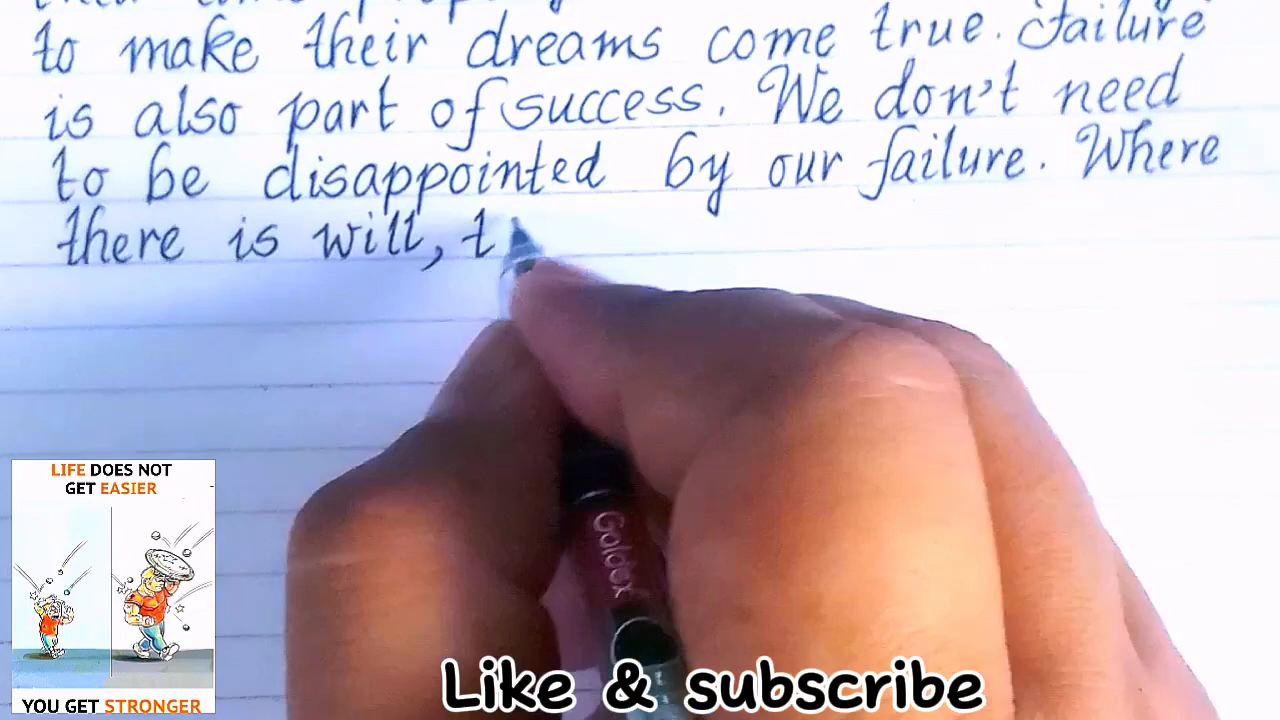 to make their dreams come true. Failure
is also part of success. We don't need
to be disappointed by our failure. Where
there is will, t
Goldex
LIFE DOES NOT
GET EASIER
YOU GET STRONGER
Like & subscribe